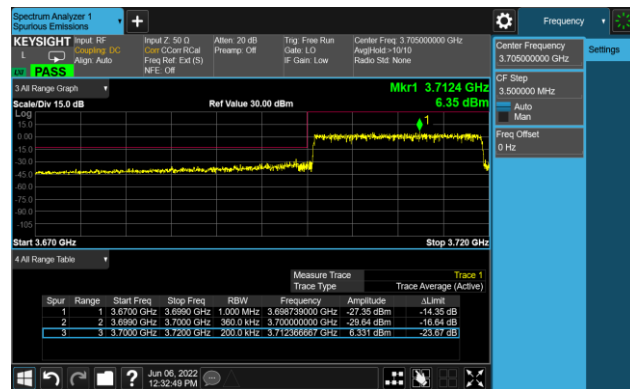 Spectrum Analyzer 1
Spurious Emissions
Frequency
KEYSIGHT Input: RF Input Z: 50 Ω Atten: 20 dB Trig: Free Run Center Freq: 3.705000000 GHz
L Coupling: DC Corr CCorr RCal Preamp: Off Gate: LO Avg|Hold:>10/10
Align: Auto Freq Ref: Ext (S) IF Gain: Low Radio Std: None
NFE: Off
PASS
Center Frequency
3.705000000 GHz
Settings
CF Step
3.500000 MHz
Auto
Man
Freq Offset
0 Hz
3 All Range Graph
Mkr1 3.7124 GHz
Scale/Div 15.0 dB Ref Value 30.00 dBm 6.35 dBm
Log
15.0
0.00
-15.0
-30.0
-45.0
-60.0
-75.0
-90.0
-105
1
Start 3.670 GHz Stop 3.720 GHz
4 All Range Table
Measure Trace Trace 1
Trace Type Trace Average (Active)
Spur Range Start Freq Stop Freq RBW Frequency Amplitude ΔLimit
1 1 3.6700 GHz 3.6990 GHz 1.000 MHz 3.698739000 GHz -27.35 dBm -14.35 dB
2 2 3.6990 GHz 3.7000 GHz 360.0 kHz 3.700000000 GHz -29.64 dBm -16.64 dB
3 3 3.7000 GHz 3.7200 GHz 200.0 kHz 3.712366667 GHz 6.331 dBm -23.67 dB
Jun 06, 2022
12:32:49 PM